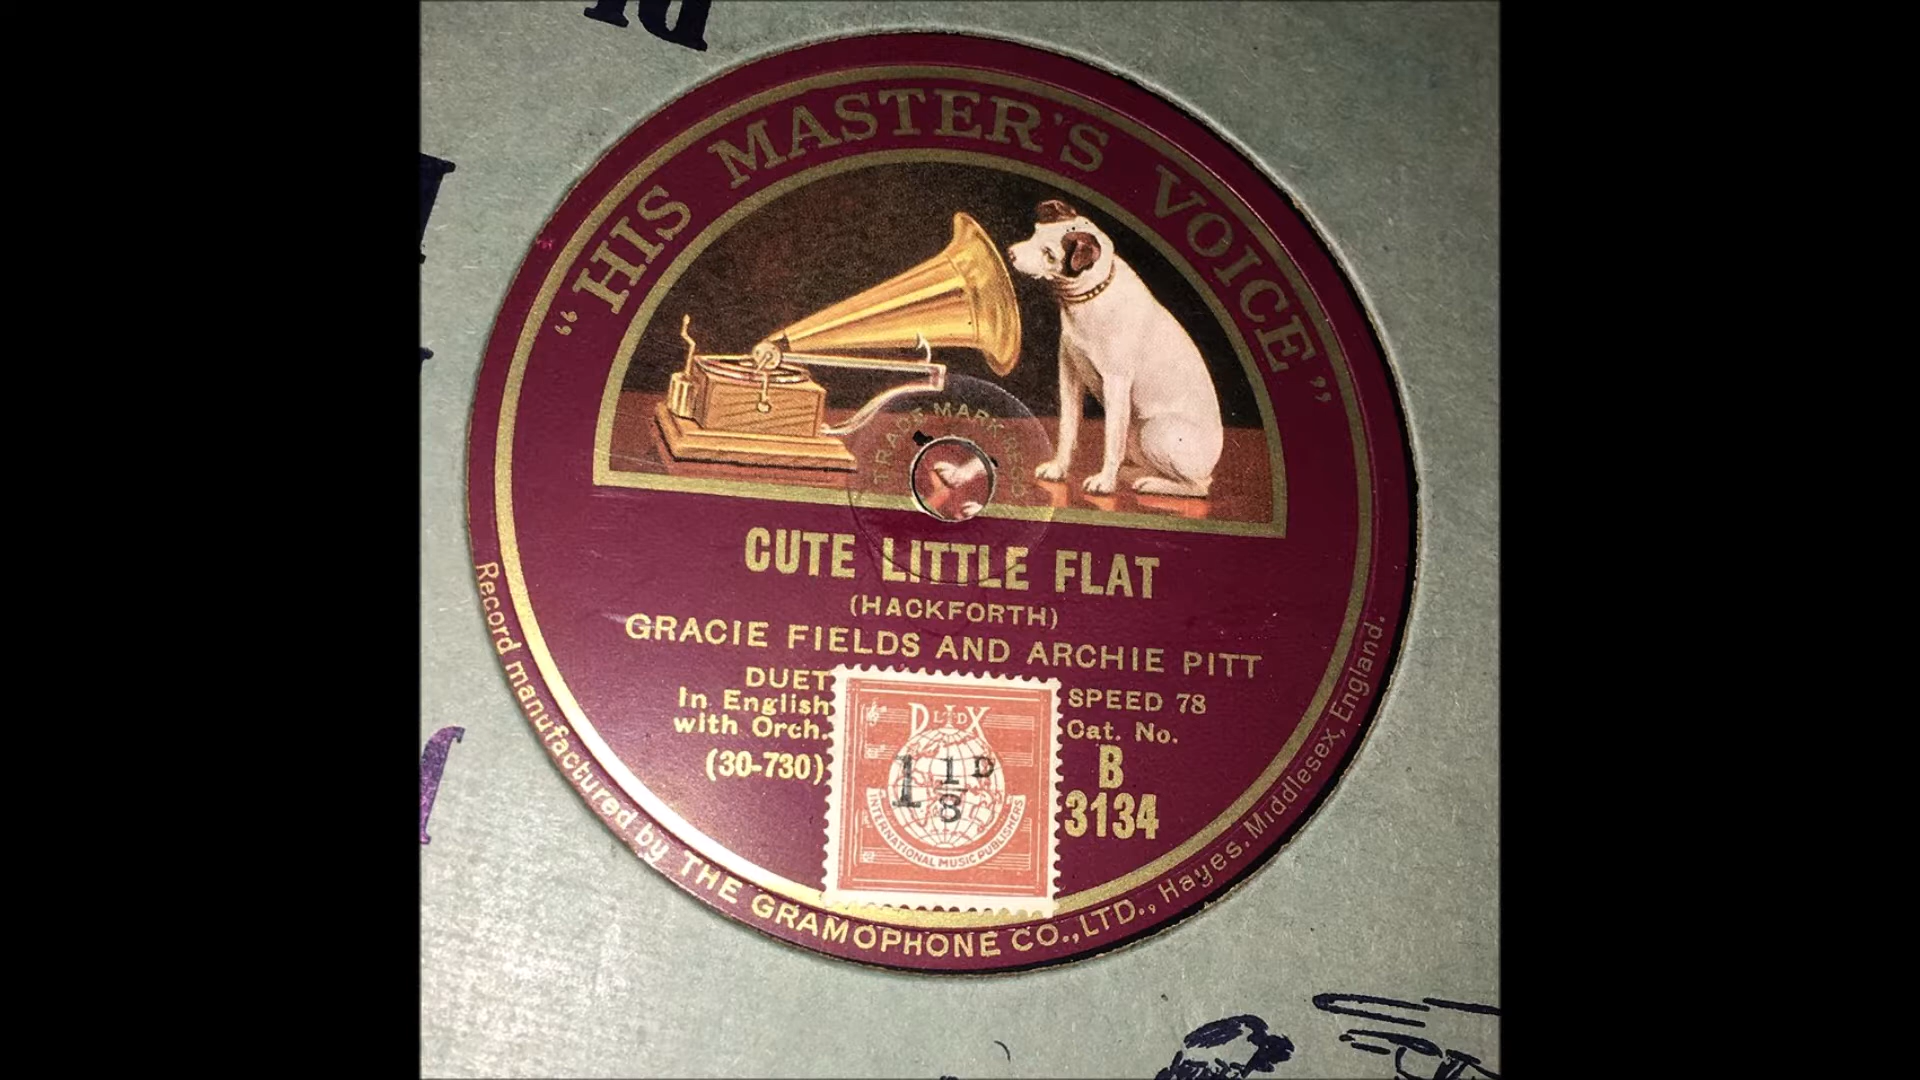 "HIS MASTER'S VOICE"
TRADE MARK REGD
CUTE LITTLE FLAT
(HACKFORTH)
GRACIE FIELDS AND ARCHIE PITT
DUET
In English
with Orch.
(30-730)
SPEED 78
Cat. No.
B
3134
D LTD X
1 1/8 D
INTERNATIONAL MUSIC PUBLISHERS
Record manufactured by THE GRAMOPHONE CO., LTD., Hayes. Middlesex, England.